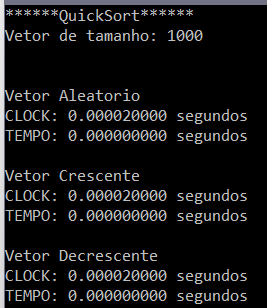 ******QuickSort******
Vetor de tamanho: 1000
Vetor Aleatorio
CLOCK: 0.000020000 segundos
TEMPO: 0.000000000 segundos
Vetor Crescente
CLOCK: 0.000000000 segundos
TEMPO: 0.000000000 segundos
Vetor Decrescente
CLOCK: 0.000020000 segundos
TEMPO: 0.000000000 segundos